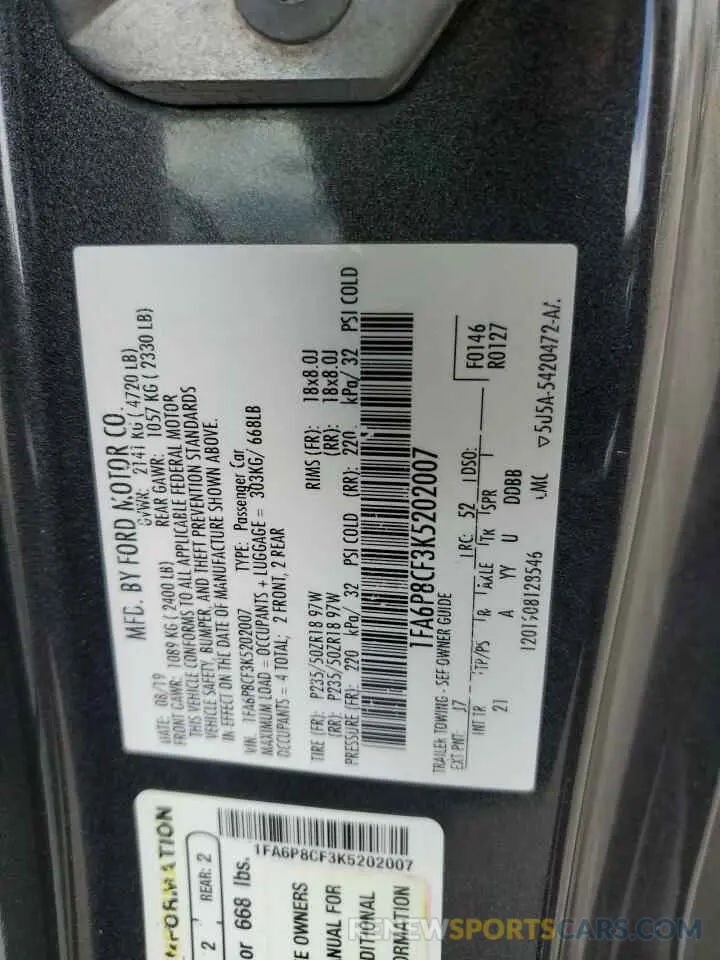 MFD. BY FORD MOTOR CO.
DATE: 08/19 GVWR: 2141 KG ( 4720 LB)
FRONT GAWR: 1089 KG ( 2400 LB) REAR GAWR: 1057 KG ( 2330 LB)
THIS VEHICLE CONFORMS TO ALL APPLICABLE FEDERAL MOTOR
VEHICLE SAFETY, BUMPER, AND THEFT PREVENTION STANDARDS
IN EFFECT ON THE DATE OF MANUFACTURE SHOWN ABOVE.
VIN: 1FA6P8CF3K5202007 TYPE: Passenger Car
MAXIMUM LOAD = OCCUPANTS + LUGGAGE = 303KG/ 668LB
OCCUPANTS = 4 TOTAL; 2 FRONT, 2 REAR
TIRE (FR): P235/50ZR18 97W RIMS (FR): 18x8.0J
(RR): P235/50ZR18 97W (RR): 18x8.0J
PRESSURE (FR): 220 kPa/ 32 PSI COLD (RR): 220 kPa/ 32 PSI COLD
1FA6P8CF3K5202007
TRAILER TOWING - SEE OWNER GUIDE
EXT PNT: J7 RC: 52 DSO: F0146
R0127
INT TR TP/PS R AXLE TR SPR
21 A YY U DDBB
UMC 5U5A-5420472-A
1FA6P8CF3K5202007
2 REAR: 2
or 668 lbs.
E OWNERS
ANUAL FOR
DITIONAL
ORMATION
RENEWSPORTSCARS.COM